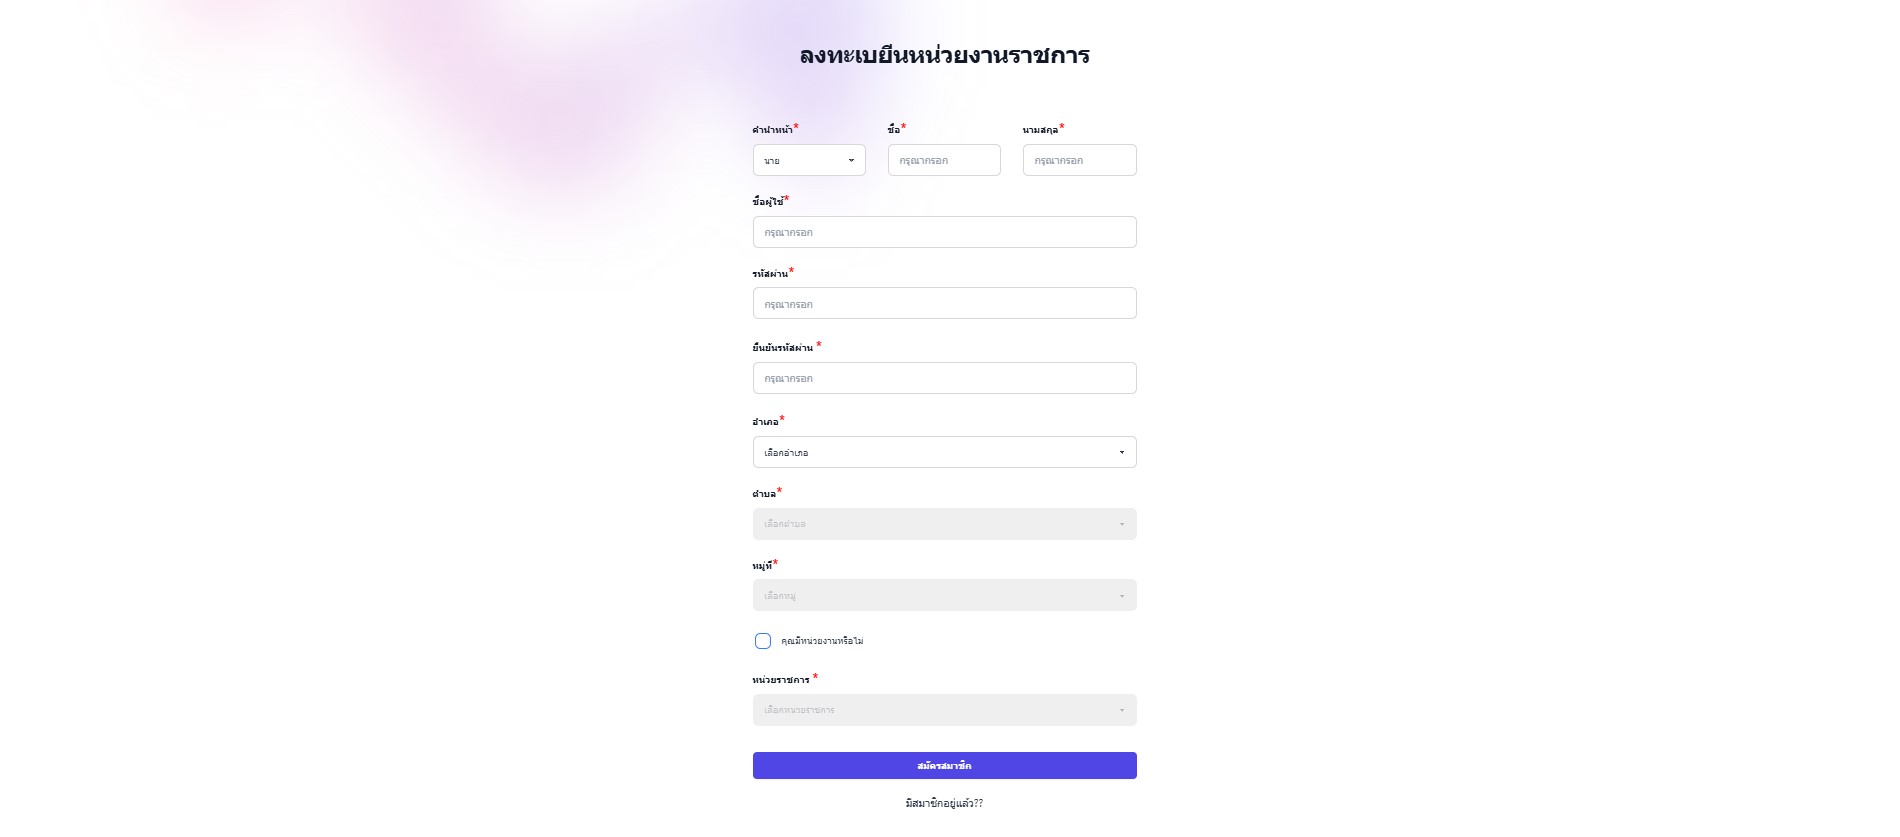 ลงทะเบยีนหน่วยงานราชการ
คำนำหน้า* ชื่อ* นามสกุล*
นาย กรุณากรอก กรุณากรอก
ชื่อผู้ใช้*
กรุณากรอก
รหัสผ่าน*
กรุณากรอก
ยืนยันรหัสผ่าน *
กรุณากรอก
อำเภอ*
เลือกอำเภอ
ตำบล*
เลือกตำบล
หมู่ที่*
เลือกหมู่
คุณมีหน่วยงานหรือไม่
หน่วยราชการ *
เลือกหน่วยราชการ
สมัครสมาชิก
มีสมาชิกอยู่แล้ว??